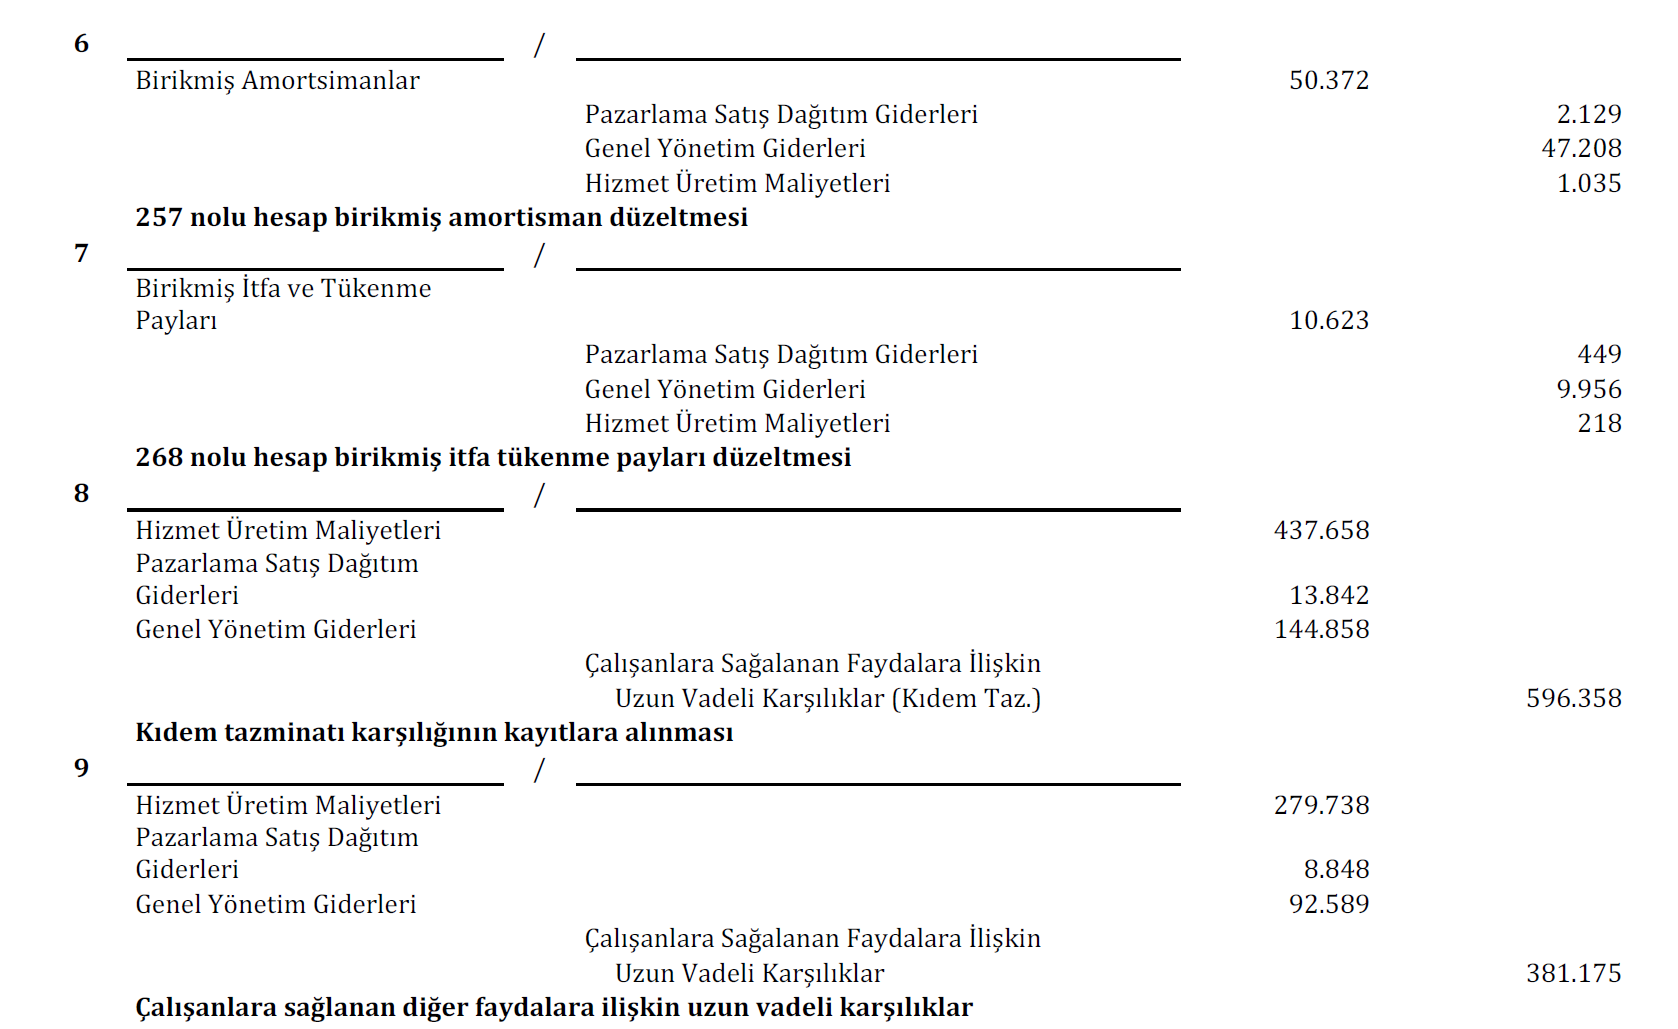 6 /
Birikmiş Amortsimanlar 50.372
Pazarlama Satış Dağıtım Giderleri 2.129
Genel Yönetim Giderleri 47.208
Hizmet Üretim Maliyetleri 1.035
257 nolu hesap birikmiş amortisman düzeltmesi
7 /
Birikmiş İtfa ve Tükenme
Payları 10.623
Pazarlama Satış Dağıtım Giderleri 449
Genel Yönetim Giderleri 9.956
Hizmet Üretim Maliyetleri 218
268 nolu hesap birikmiş itfa tükenme payları düzeltmesi
8 /
Hizmet Üretim Maliyetleri 437.658
Pazarlama Satış Dağıtım
Giderleri 13.842
Genel Yönetim Giderleri 144.858
Çalışanlara Sağalanan Faydalara İlişkin
Uzun Vadeli Karşılıklar (Kıdem Taz.) 596.358
Kıdem tazminatı karşılığının kayıtlara alınması
9 /
Hizmet Üretim Maliyetleri 279.738
Pazarlama Satış Dağıtım
Giderleri 8.848
Genel Yönetim Giderleri 92.589
Çalışanlara Sağalanan Faydalara İlişkin
Uzun Vadeli Karşılıklar 381.175
Çalışanlara sağlanan diğer faydalara ilişkin uzun vadeli karşılıklar